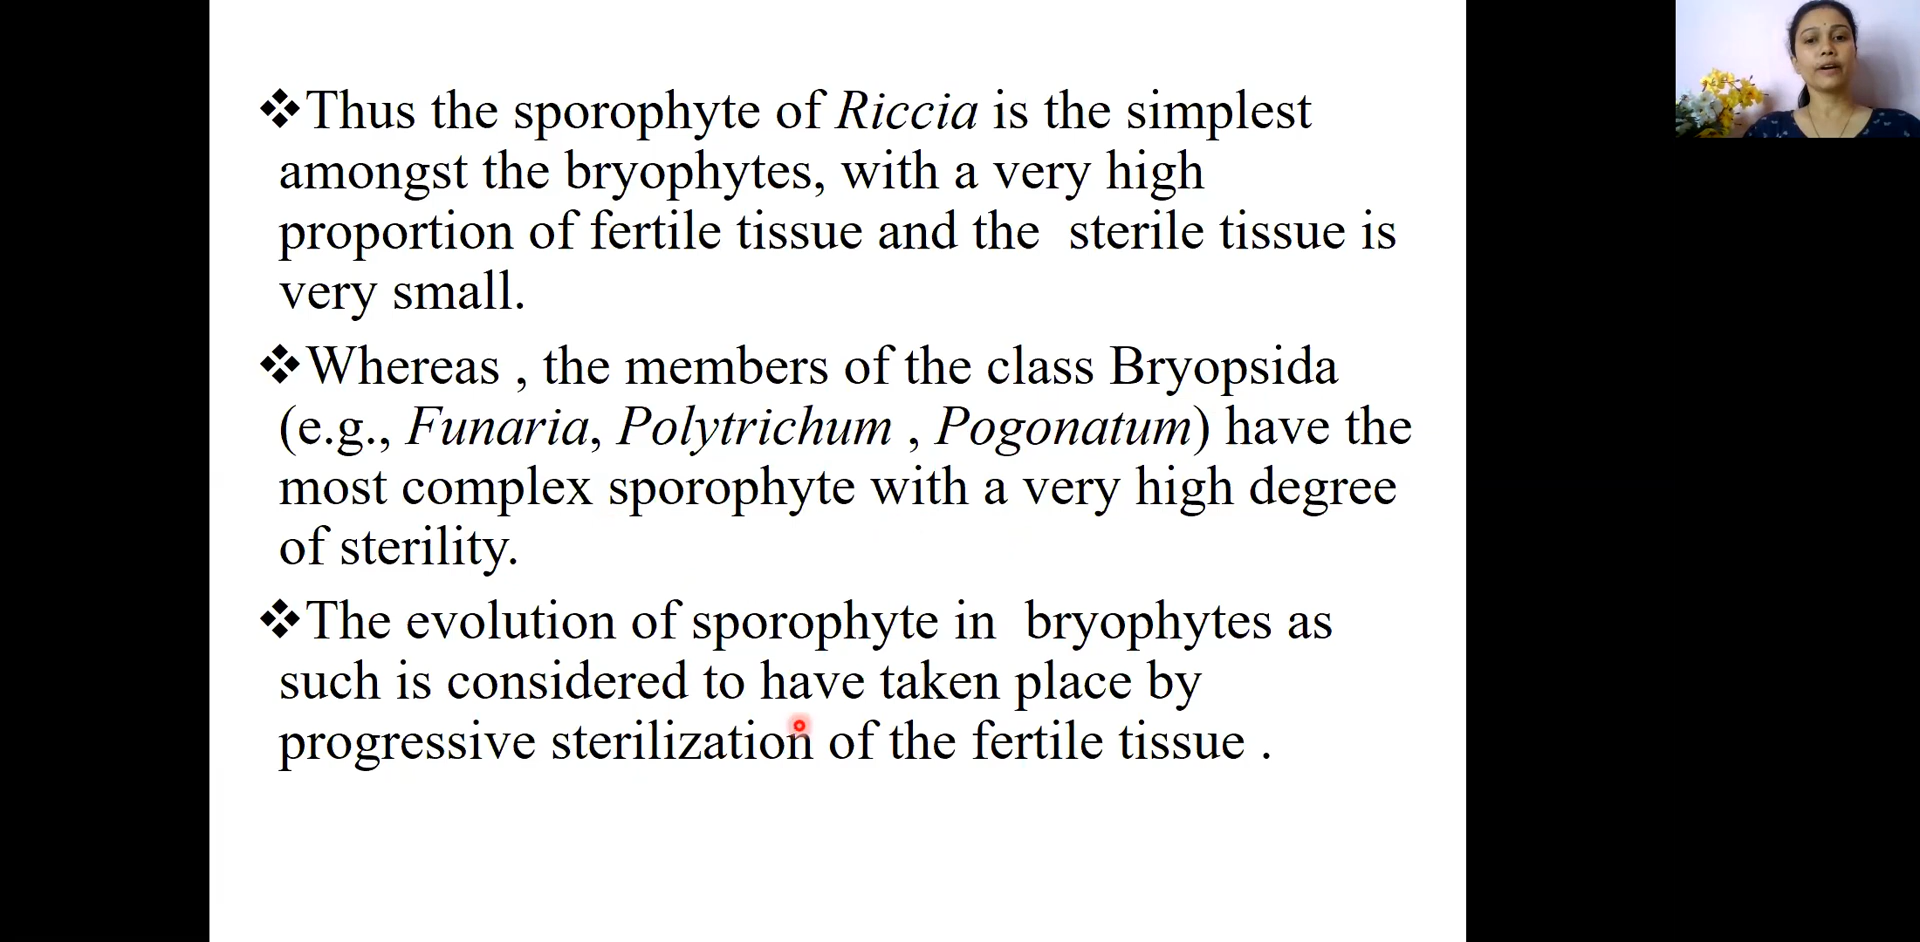 ❖Thus the sporophyte of Riccia is the simplest
amongst the bryophytes, with a very high
proportion of fertile tissue and the  sterile tissue is
very small.
❖Whereas , the members of the class Bryopsida
(e.g., Funaria, Polytrichum , Pogonatum) have the
most complex sporophyte with a very high degree
of sterility.
❖The evolution of sporophyte in  bryophytes as
such is considered to have taken place by
progressive sterilization of the fertile tissue .